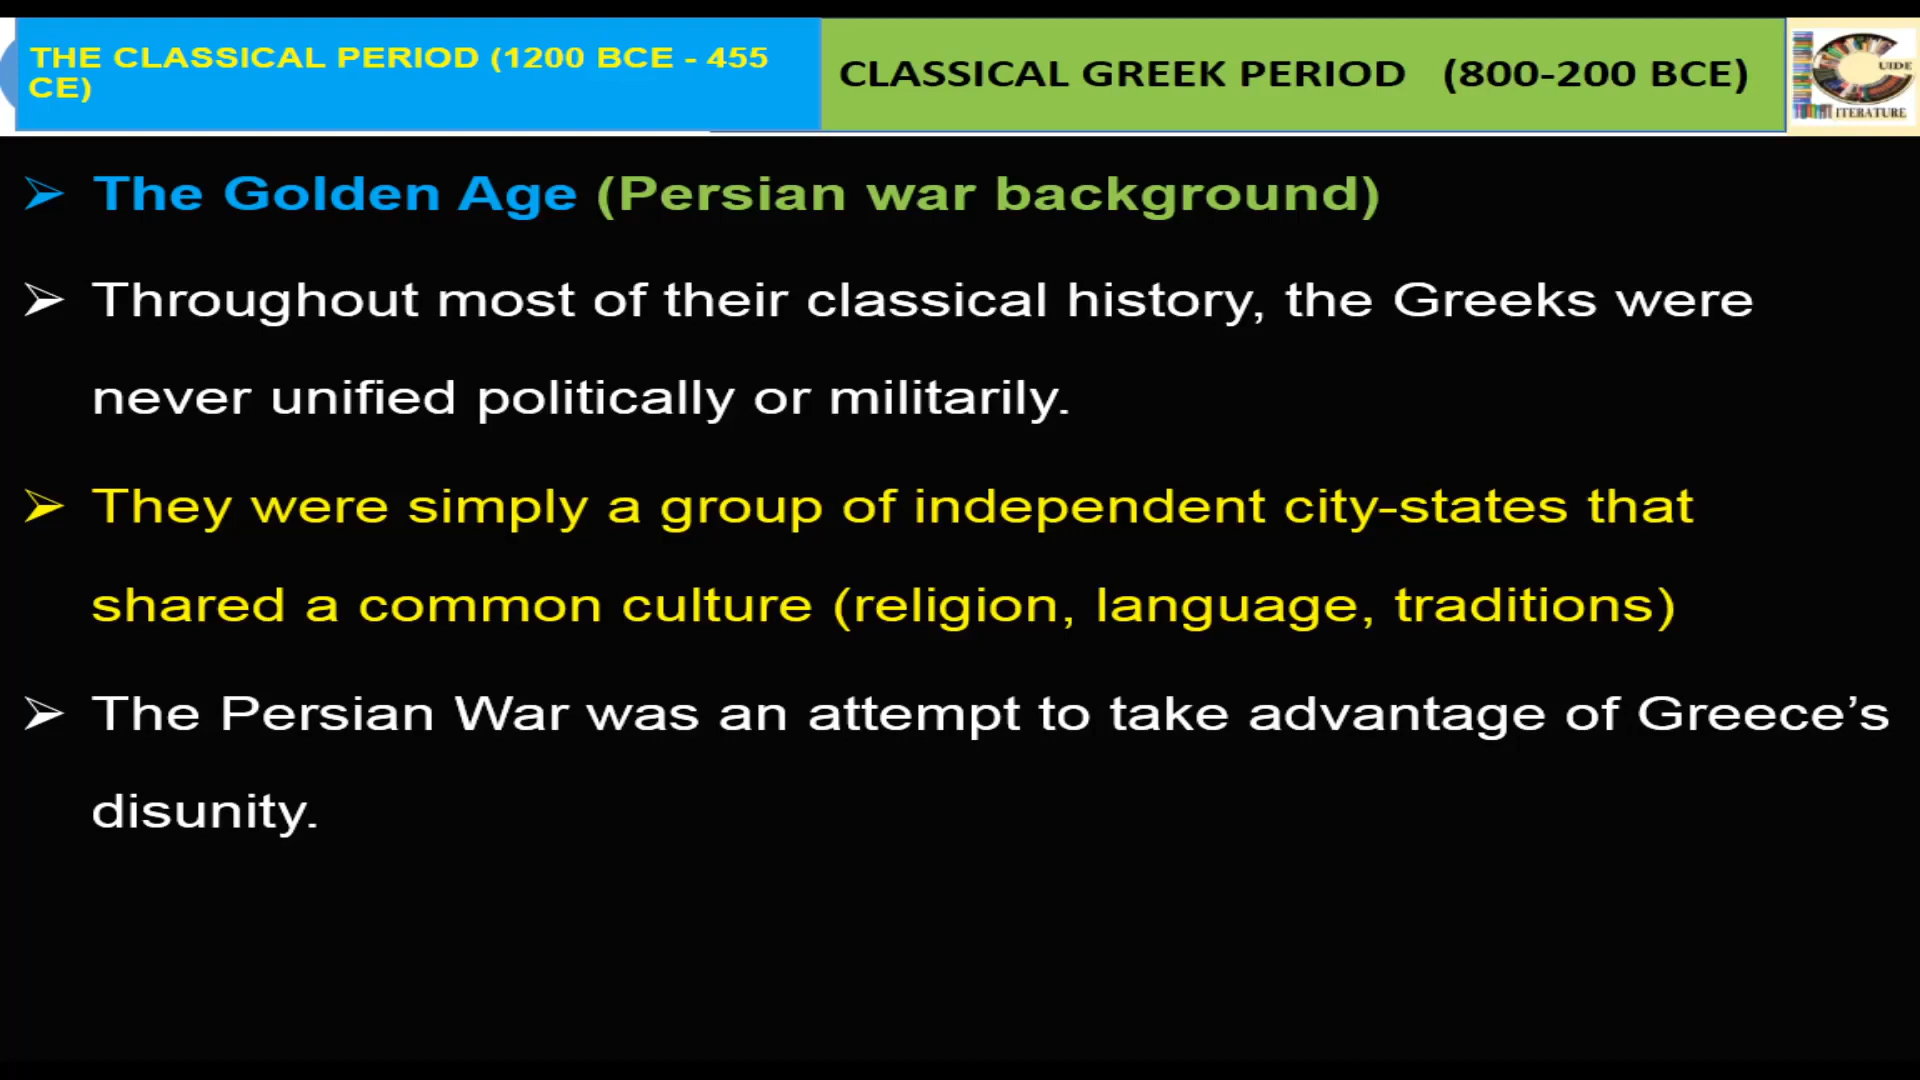 THE CLASSICAL PERIOD (1200 BCE - 455
CE)
CLASSICAL GREEK PERIOD (800-200 BCE)
UIDE
ITERATURE
The Golden Age (Persian war background)
Throughout most of their classical history, the Greeks were
never unified politically or militarily.
They were simply a group of independent city-states that
shared a common culture (religion, language, traditions)
The Persian War was an attempt to take advantage of Greece’s
disunity.